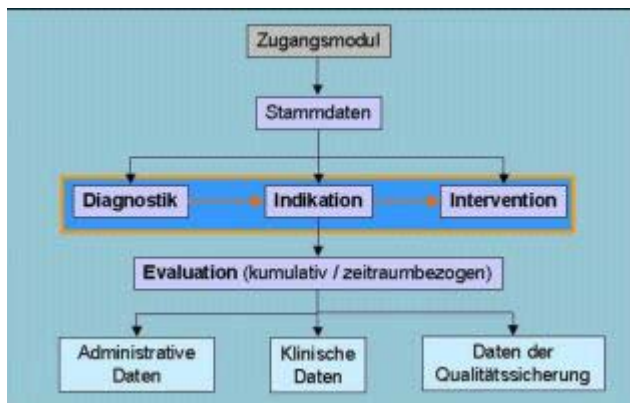 Zugangsmodul
Stammdaten
Diagnostik
Indikation
Intervention
Evaluation (kumulativ / zeitraumbezogen)
Administrative
Daten
Klinische
Daten
Daten der
Qualitätssicherung